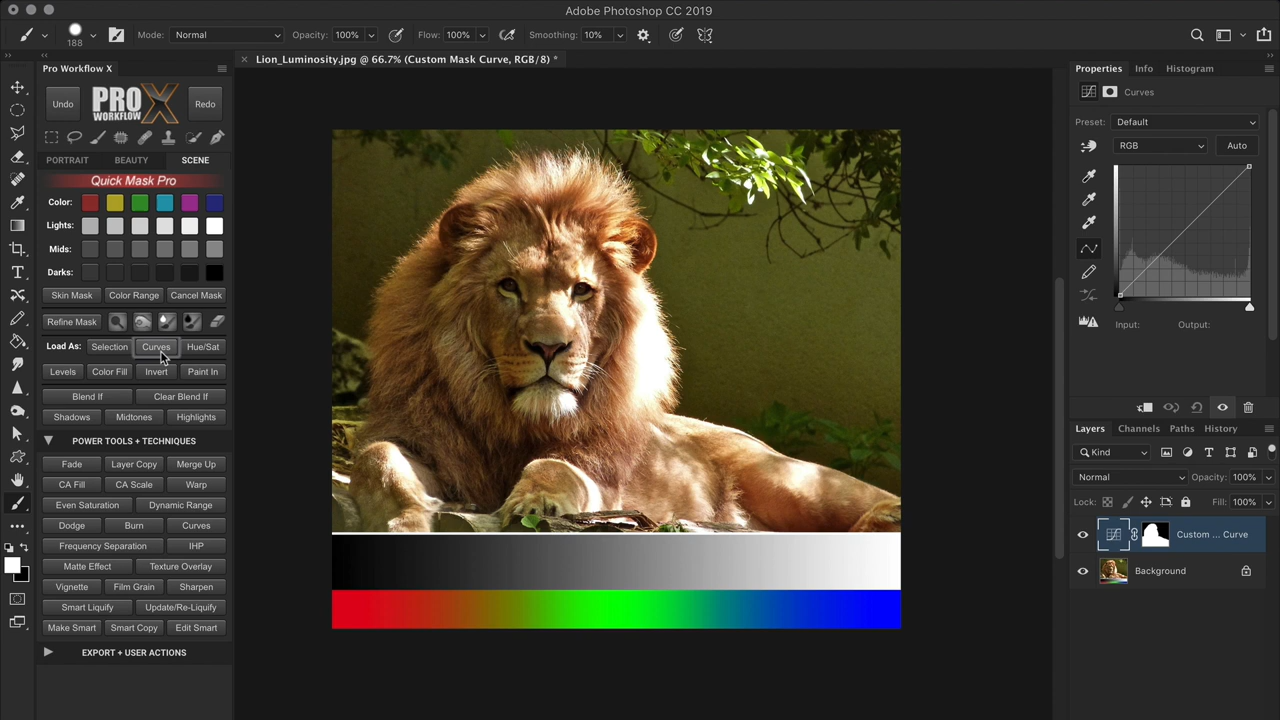 Adobe Photoshop CC 2019
188
Mode: Normal
Opacity: 100%
Flow: 100%
Smoothing: 10%
Pro Workflow X
Lion_Luminosity.jpg @ 66.7% (Custom Mask Curve, RGB/8) *
Undo
PRO WORKFLOW X
Redo
PORTRAIT BEAUTY SCENE
Quick Mask Pro
Color:
Lights:
Mids:
Darks:
Skin Mask Color Range Cancel Mask
Refine Mask
Load As: Selection Curves Hue/Sat
Levels Color Fill Invert Paint In
Blend If Clear Blend If
Shadows Midtones Highlights
POWER TOOLS + TECHNIQUES
Fade Layer Copy Merge Up
CA Fill CA Scale Warp
Even Saturation Dynamic Range
Dodge Burn Curves
Frequency Separation IHP
Matte Effect Texture Overlay
Vignette Film Grain Sharpen
Smart Liquify Update/Re-Liquify
Make Smart Smart Copy Edit Smart
EXPORT + USER ACTIONS
Properties Info Histogram
Curves
Preset: Default
RGB Auto
Input: Output:
Layers Channels Paths History
Kind
Normal Opacity: 100%
Lock: Fill: 100%
Custom ... Curve
Background